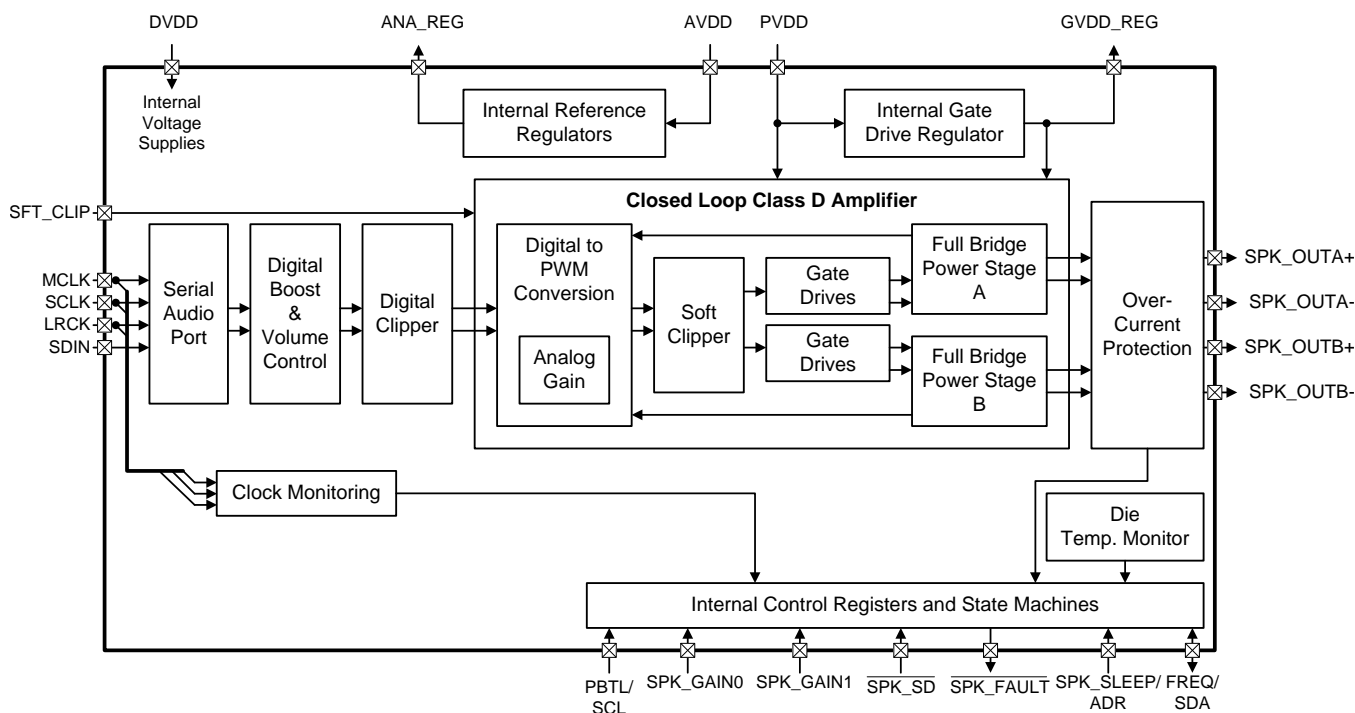 DVDD
ANA_REG
AVDD
PVDD
GVDD_REG
Internal
Voltage
Supplies
Internal Reference
Regulators
Internal Gate
Drive Regulator
Closed Loop Class D Amplifier
SFT_CLIP
MCLK
SCLK
LRCK
SDIN
Serial
Audio
Port
Digital
Boost
&
Volume
Control
Digital
Clipper
Digital to
PWM
Conversion
Analog
Gain
Soft
Clipper
Gate
Drives
Gate
Drives
Full Bridge
Power Stage
A
Full Bridge
Power Stage
B
Over-
Current
Protection
SPK_OUTA+
SPK_OUTA-
SPK_OUTB+
SPK_OUTB-
Clock Monitoring
Die
Temp. Monitor
Internal Control Registers and State Machines
PBTL/
SCL
SPK_GAIN0
SPK_GAIN1
SPK_SD
SPK_FAULT
SPK_SLEEP/
ADR
FREQ/
SDA